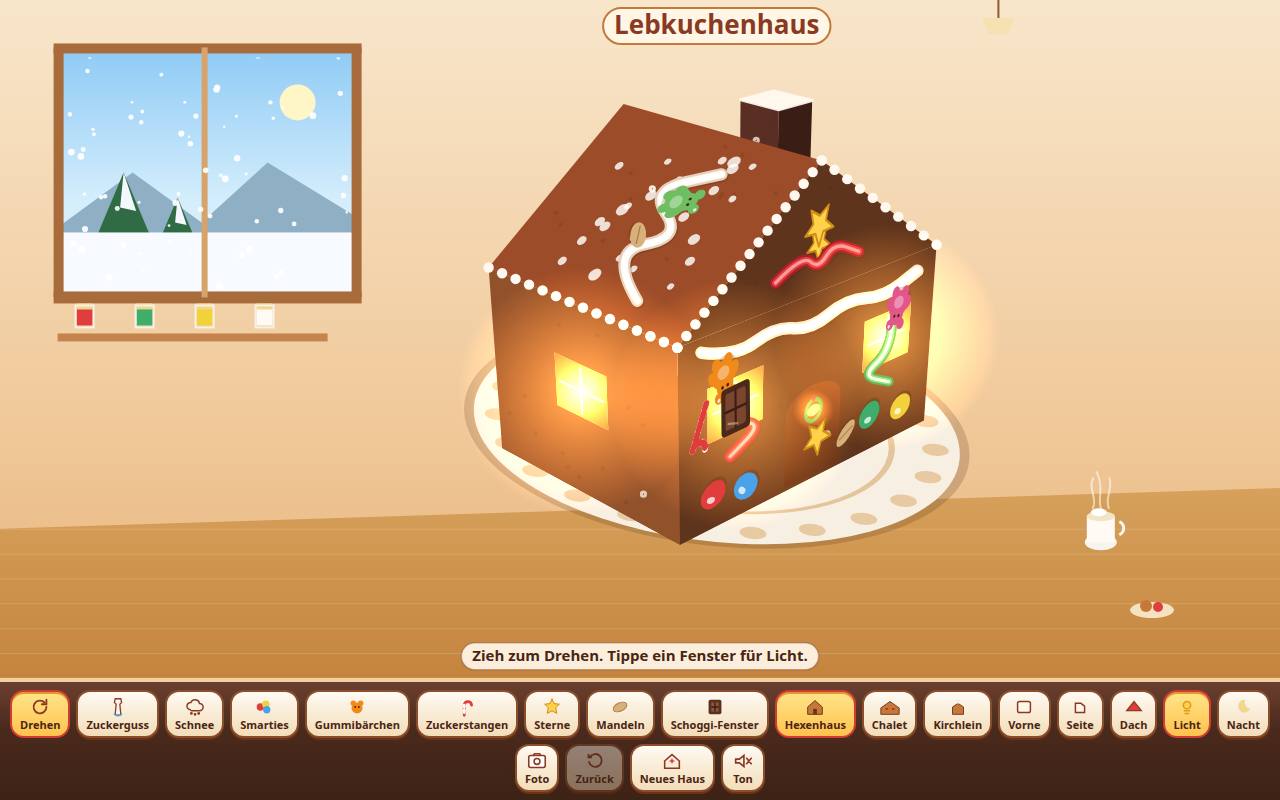 Lebkuchenhaus
Zieh zum Drehen. Tippe ein Fenster für Licht.
Drehen
Zuckerguss
Schnee
Smarties
Gummibärchen
Zuckerstangen
Sterne
Mandeln
Schoggi-Fenster
Hexenhaus
Chalet
Kirchlein
Vorne
Seite
Dach
Licht
Nacht
Foto
Zurück
Neues Haus
Ton